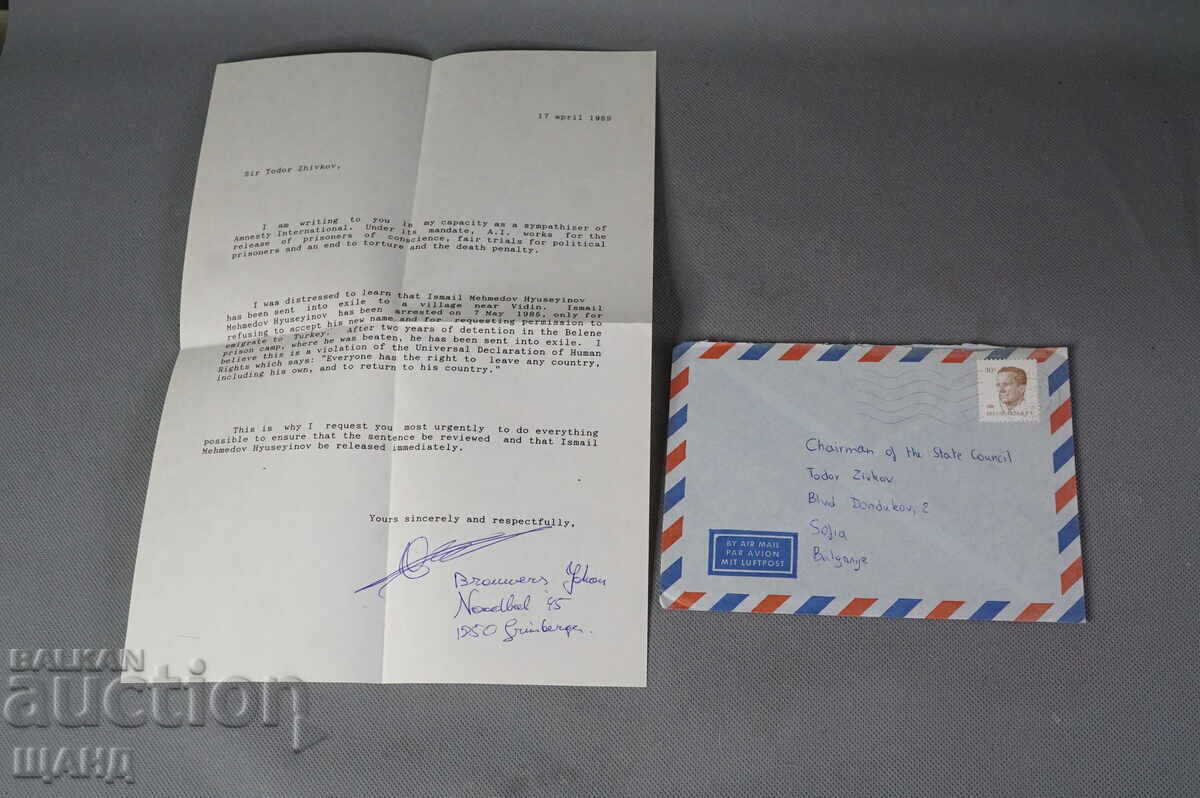 17 april 1989
Sir Todor Zhivkov,
I am writing to you in my capacity as a sympathizer of
Amnesty International. Under its mandate, A.I. works for the
release of prisoners of conscience, fair trials for political
prisoners and an end to torture and the death penalty.
I was distressed to learn that Ismail Mehmedov Hyuseyinov
has been sent into exile to a village near Vidin. Ismail
Mehmedov Hyuseyinov has been arrested on 7 May 1985, only for
refusing to accept his new name and for requesting permission to
emigrate to Turkey. After two years of detention in the Belene
prison camp, where he was beaten, he has been sent into exile. I
believe this is a violation of the Universal Declaration of Human
Rights which says: "Everyone has the right to leave any country,
including his own, and to return to his country."
This is why I request you most urgently to do everything
possible to ensure that the sentence be reviewed and that Ismail
Mehmedov Hyuseyinov be released immediately.
Yours sincerely and respectfully,
Brouwers Johan
45
1850 Grimbergen.
Chairman of the State Council
Todor Zivkov
Blvd Dondukov, 2
Sofia
Bulganje
BY AIR MAIL
PAR AVION
MIT LUFTPOST
BALKAN
auction
ЩАНД